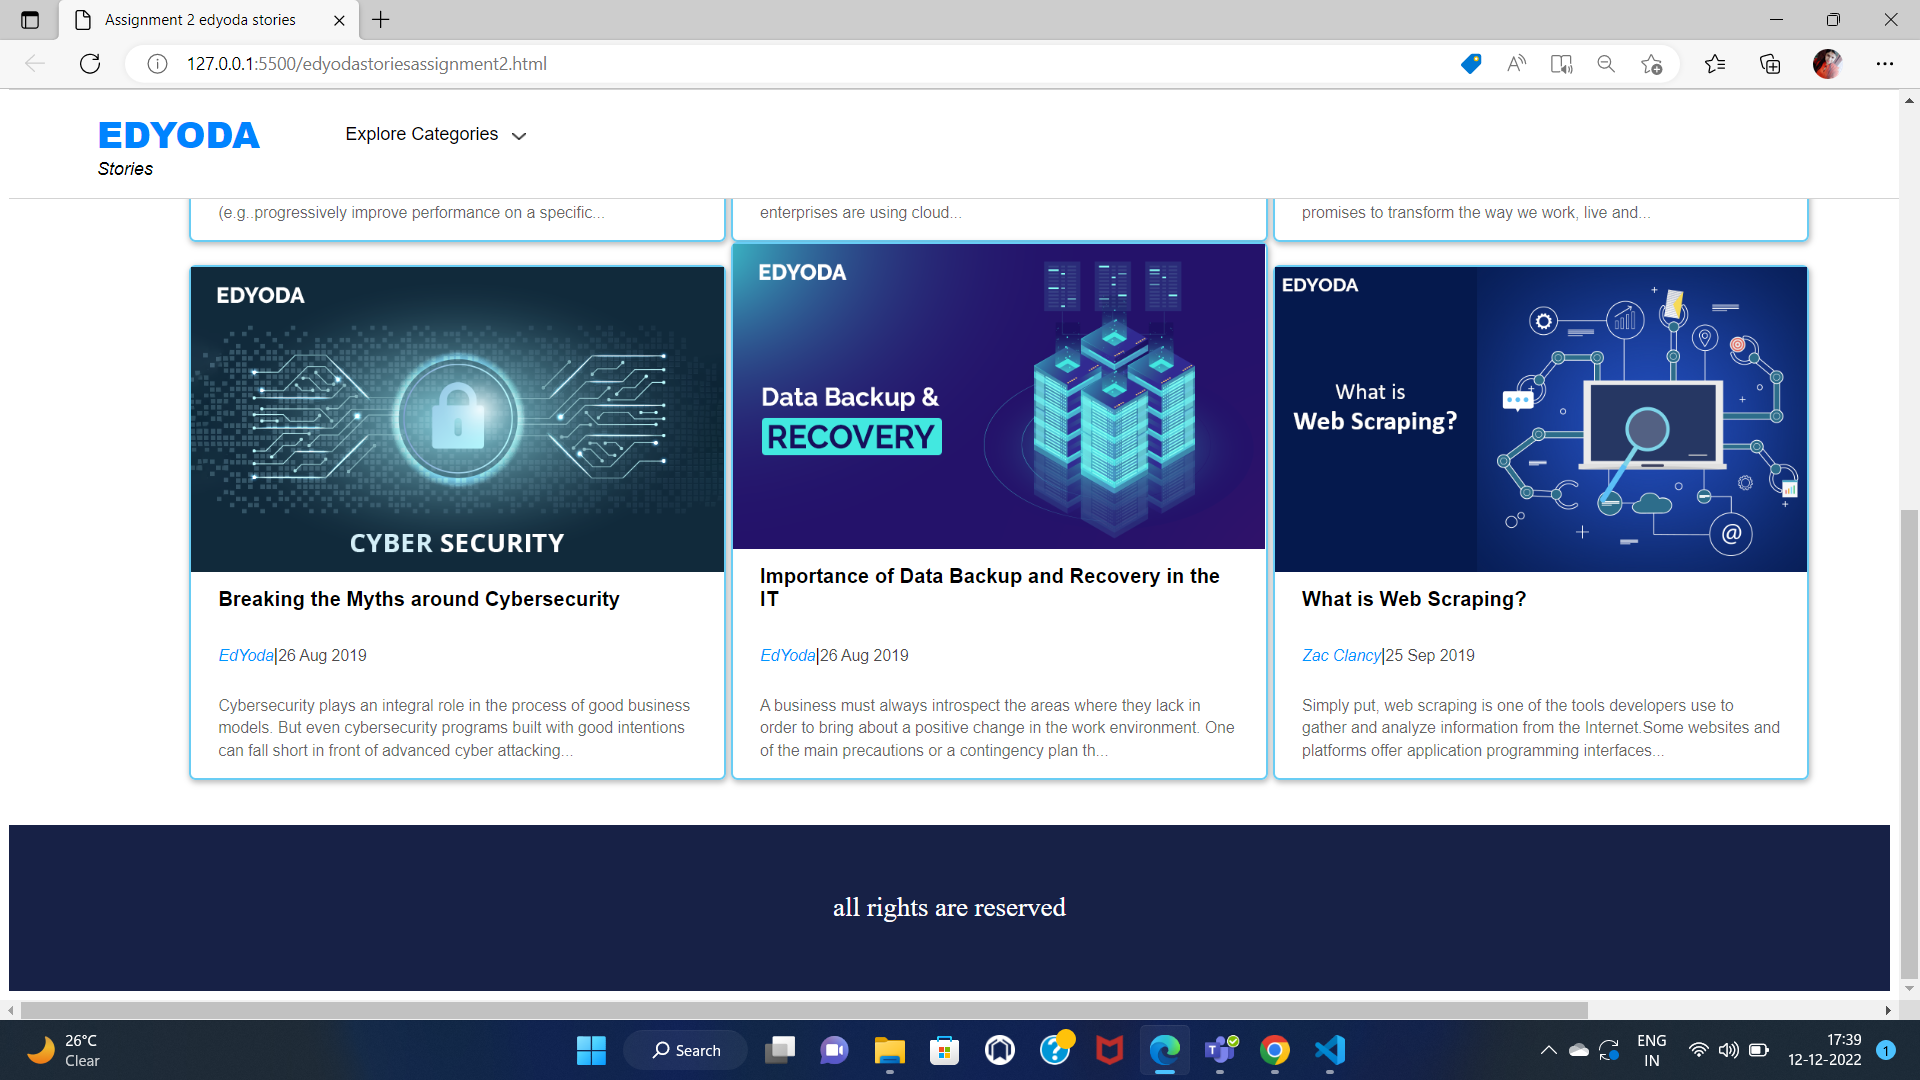 Assignment 2 edyoda stories
127.0.0.1:5500/edyodastoriesassignment2.html
EDYODA
Stories
Explore Categories
(e.g..progressively improve performance on a specific...
enterprises are using cloud...
promises to transform the way we work, live and...
EDYODA
CYBER SECURITY
Breaking the Myths around Cybersecurity
EdYoda|26 Aug 2019
Cybersecurity plays an integral role in the process of good business
models. But even cybersecurity programs built with good intentions
can fall short in front of advanced cyber attacking...
EDYODA
Data Backup &
RECOVERY
Importance of Data Backup and Recovery in the
IT
EdYoda|26 Aug 2019
A business must always introspect the areas where they lack in
order to bring about a positive change in the work environment. One
of the main precautions or a contingency plan th...
EDYODA
What is
Web Scraping?
@
What is Web Scraping?
Zac Clancy|25 Sep 2019
Simply put, web scraping is one of the tools developers use to
gather and analyze information from the Internet.Some websites and
platforms offer application programming interfaces...
all rights are reserved
26°C
Clear
Search
ENG
IN
17:39
12-12-2022
1